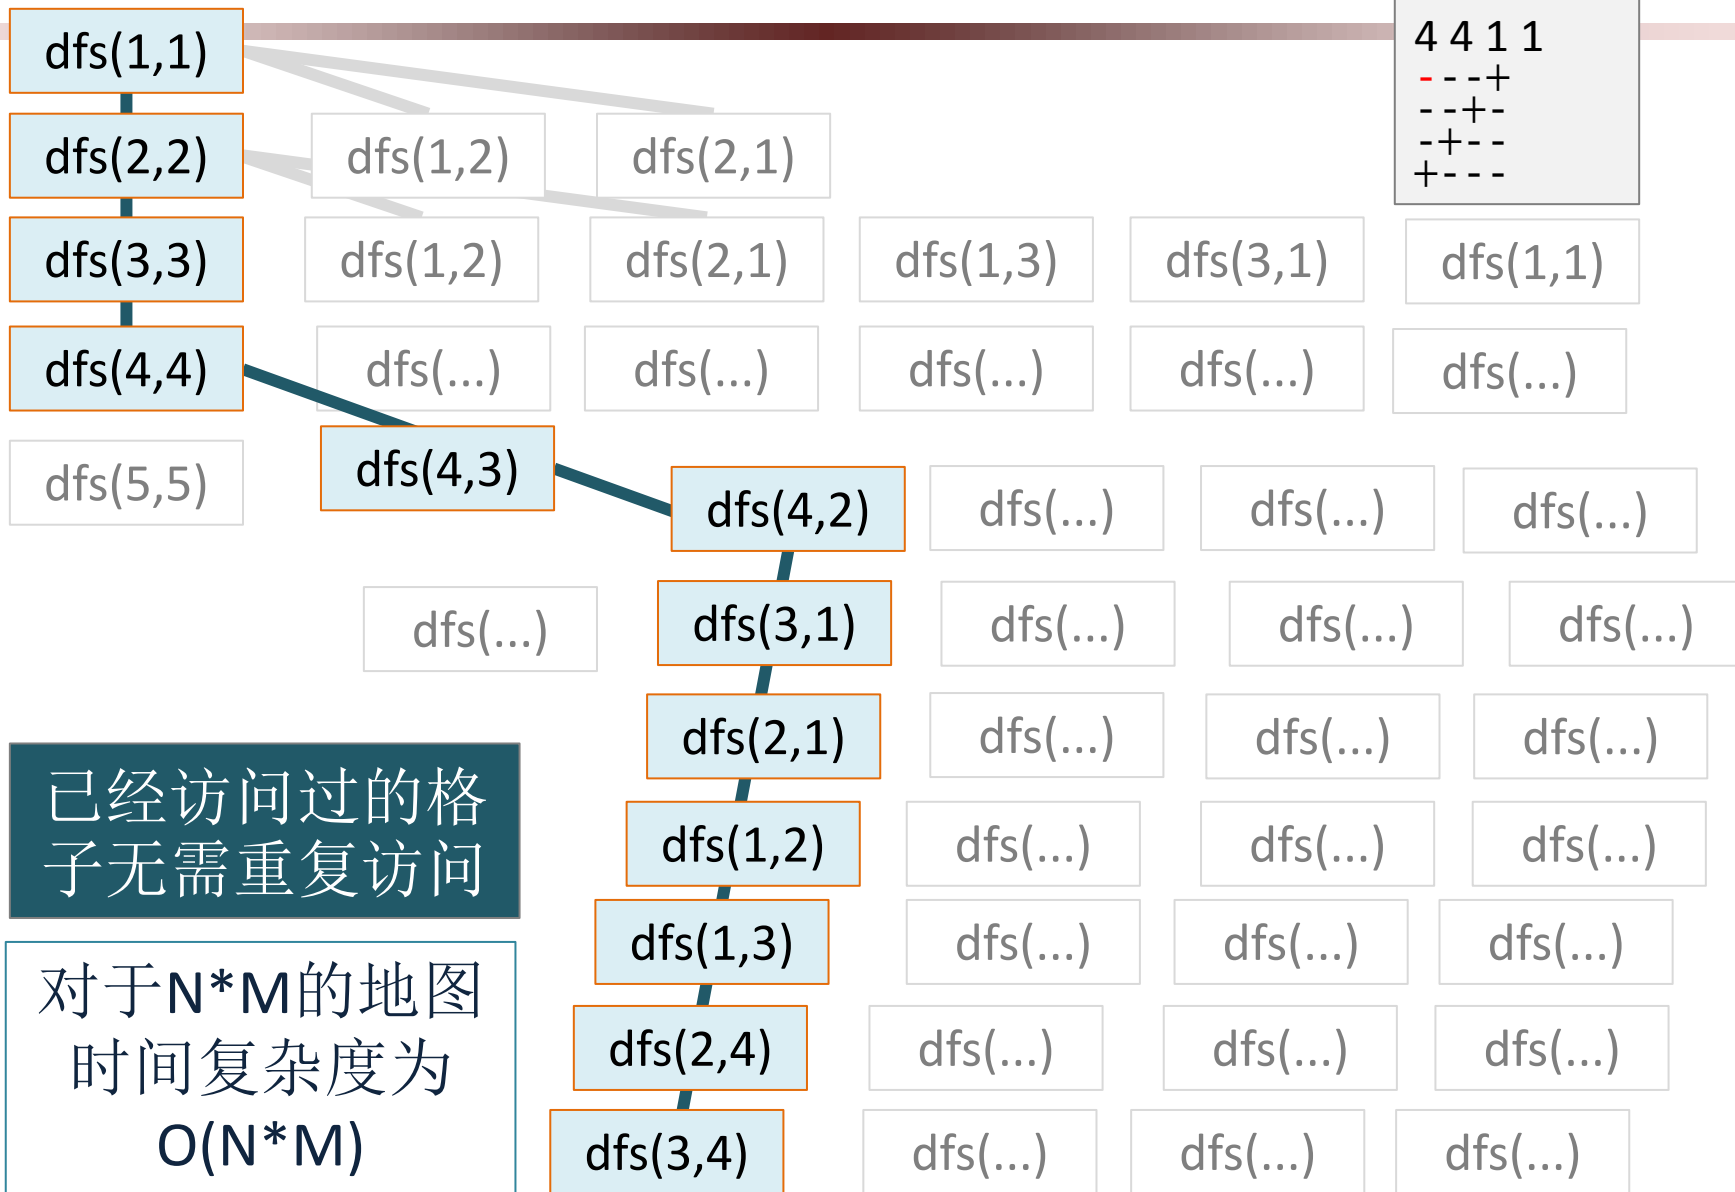 4 4 1 1
- - -+
- -+-
-+- -
+- - -
dfs(1,1)
dfs(2,2) dfs(1,2) dfs(2,1)
dfs(3,3) dfs(1,2) dfs(2,1) dfs(1,3) dfs(3,1) dfs(1,1)
dfs(4,4) dfs(...) dfs(...) dfs(...) dfs(...) dfs(...)
dfs(5,5) dfs(4,3) dfs(4,2) dfs(...) dfs(...) dfs(...)
dfs(...) dfs(3,1) dfs(...) dfs(...) dfs(...)
dfs(2,1) dfs(...) dfs(...) dfs(...)
dfs(1,2) dfs(...) dfs(...) dfs(...)
dfs(1,3) dfs(...) dfs(...) dfs(...)
dfs(2,4) dfs(...) dfs(...) dfs(...)
dfs(3,4) dfs(...) dfs(...) dfs(...)
已经访问过的格
子无需重复访问
对于N*M的地图
时间复杂度为
O(N*M)